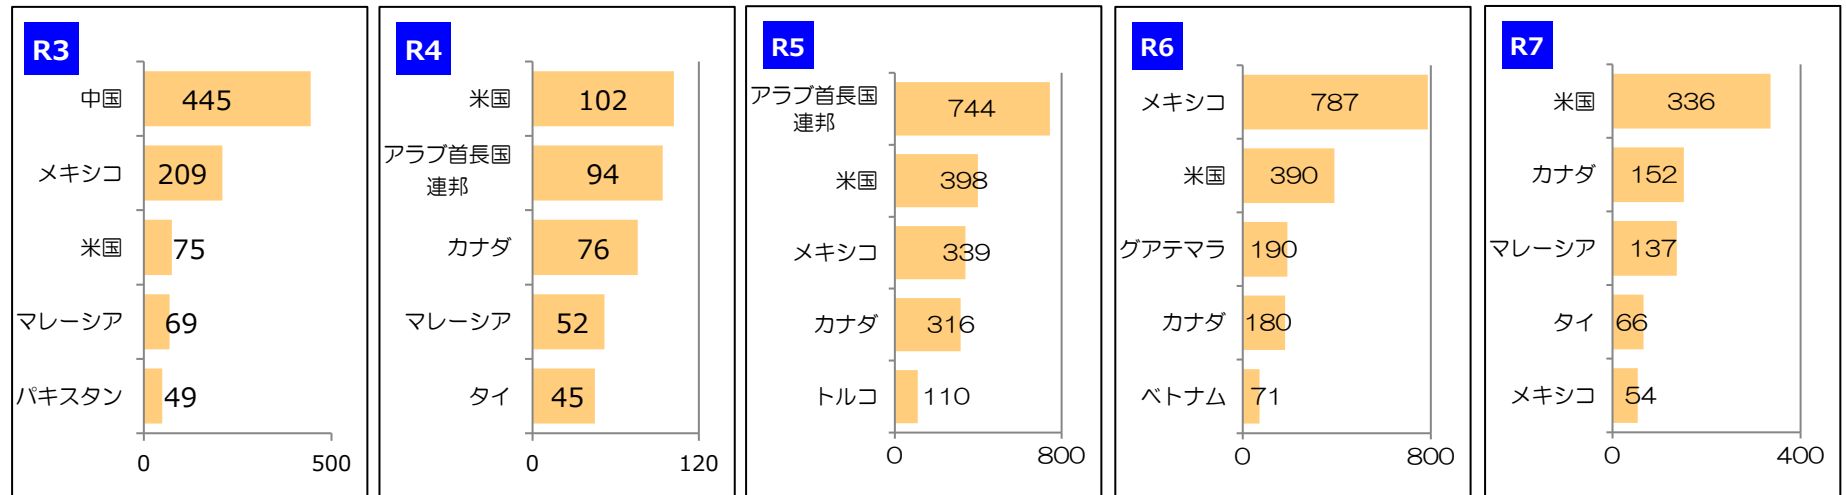 R3
中国
445
メキシコ
209
米国
75
マレーシア
69
パキスタン
49
0
500
R4
米国
102
アラブ首長国
連邦
94
カナダ
76
マレーシア
52
タイ
45
0
120
R5
アラブ首長国
連邦
744
米国
398
メキシコ
339
カナダ
316
トルコ
110
0
800
R6
メキシコ
787
米国
390
グアテマラ
190
カナダ
180
ベトナム
71
0
800
R7
米国
336
カナダ
152
マレーシア
137
タイ
66
メキシコ
54
0
400